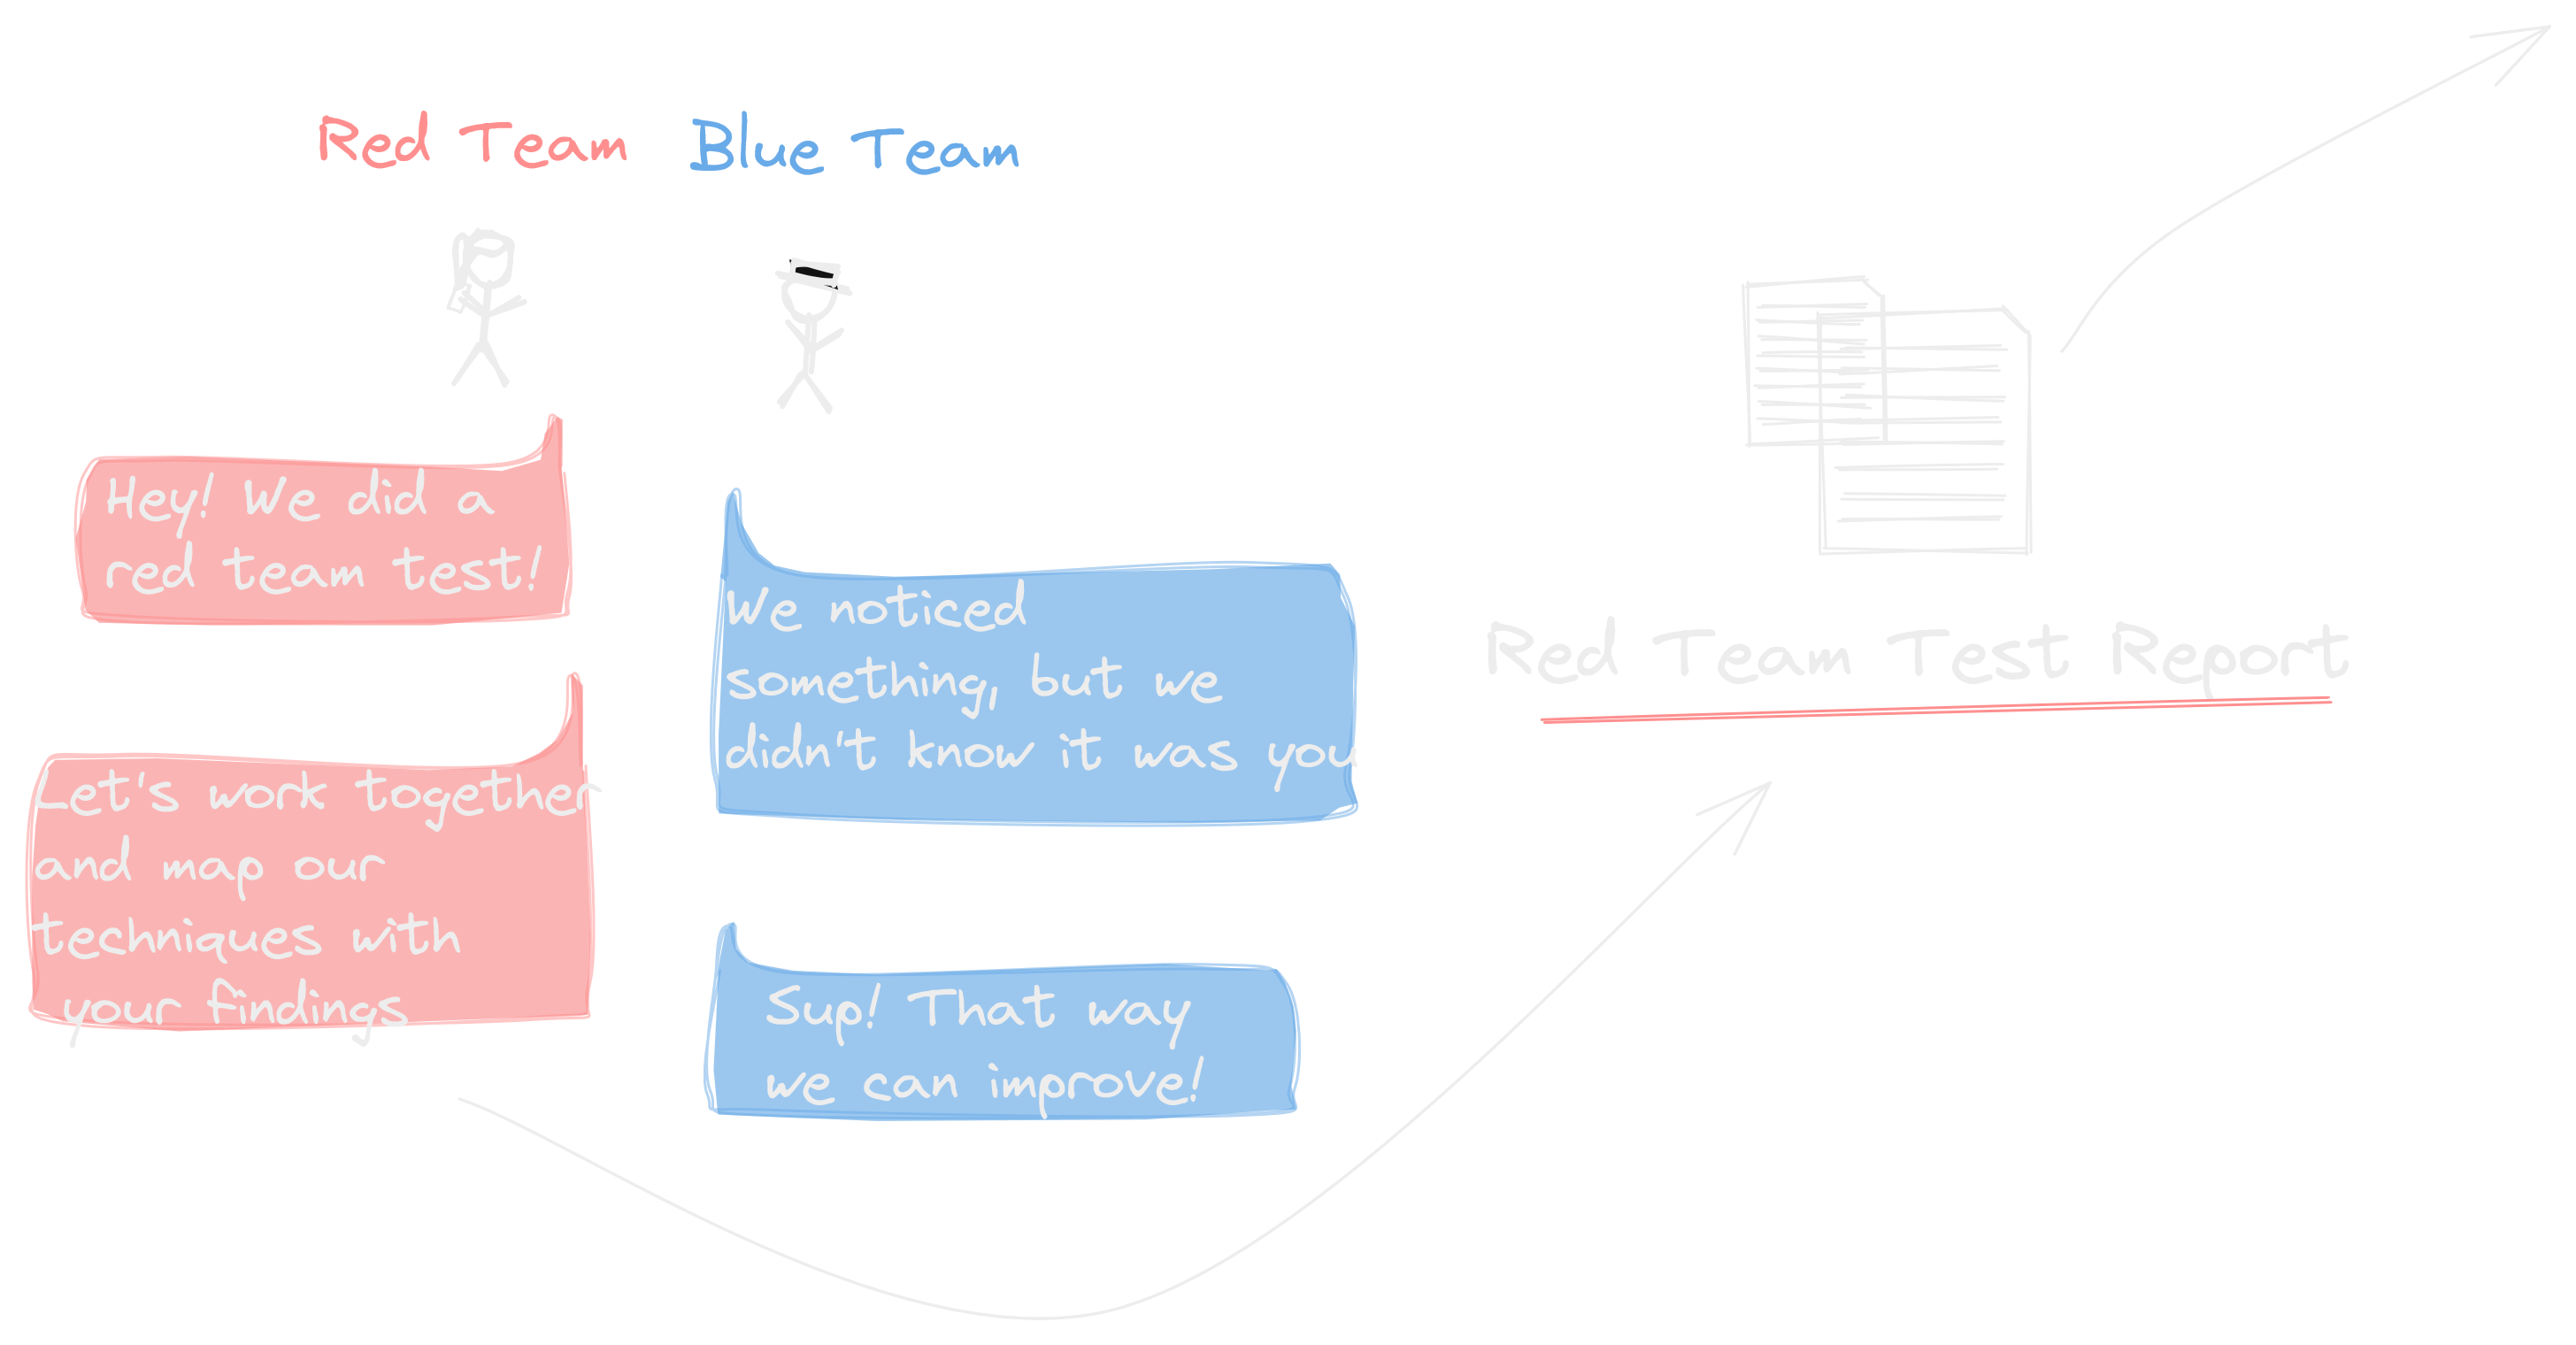 Red Team
Blue Team
Hey! We did a
red team test!
We noticed
something, but we
didn't know it was you
Let's work together
and map our
techniques with
your findings
Sup! That way
we can improve!
Red Team Test Report